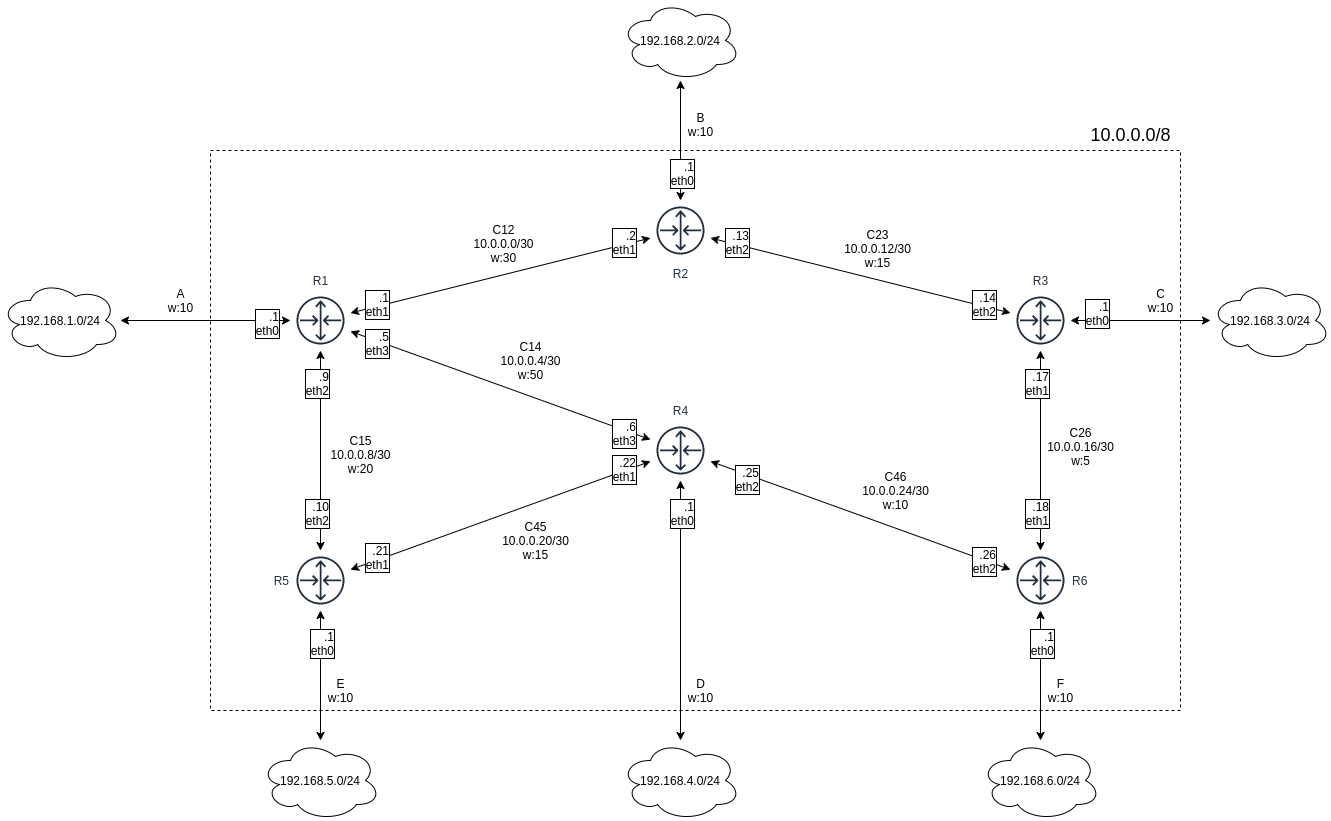 192.168.2.0/24
B
w:10
10.0.0.0/8
.1
eth0
C12
10.0.0.0/30
w:30
.2
eth1
.13
eth2
C23
10.0.0.12/30
w:15
R2
R1
R3
A
w:10
192.168.1.0/24
.1
eth0
.1
eth1
.5
eth3
.14
eth2
.1
eth0
C
w:10
192.168.3.0/24
C14
10.0.0.4/30
w:50
.9
eth2
.17
eth1
R4
.6
eth3
.22
eth1
C15
10.0.0.8/30
w:20
C26
10.0.0.16/30
w:5
.25
eth2
C46
10.0.0.24/30
w:10
.10
eth2
.1
eth0
.18
eth1
C45
10.0.0.20/30
w:15
.21
eth1
.26
eth2
R5
R6
.1
eth0
.1
eth0
E
w:10
D
w:10
F
w:10
192.168.5.0/24
192.168.4.0/24
192.168.6.0/24